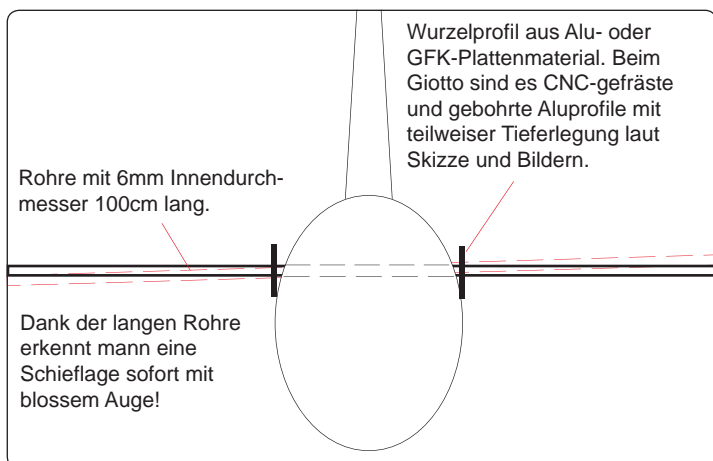 Wurzelprofil aus Alu- oder
GFK-Plattenmaterial. Beim
Giotto sind es CNC-gefräste
und gebohrte Aluprofile mit
teilweiser Tieferlegung laut
Skizze und Bildern.
Rohre mit 6mm Innendurch-
messer 100cm lang.
Dank der langen Rohre
erkennt mann eine
Schieflage sofort mit
blossem Auge!